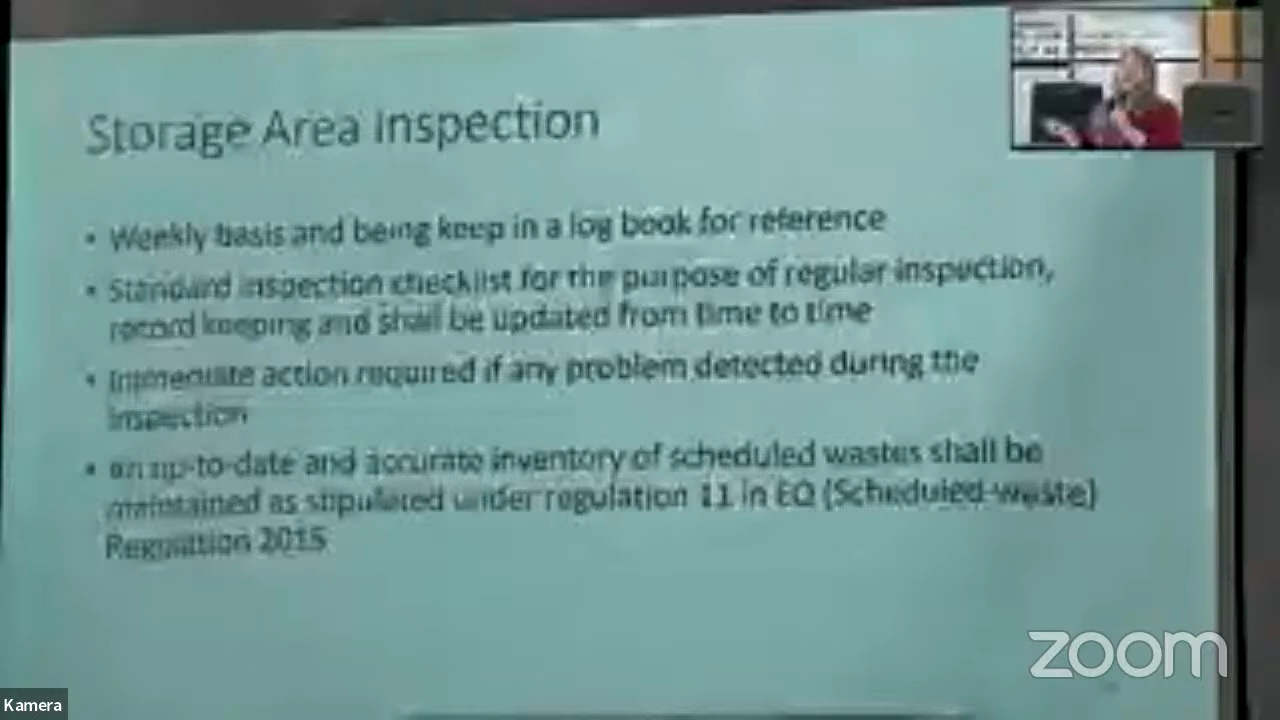 Storage Area Inspection
• Weekly basis and being keep in a log book for reference
• Standard inspection checklist for the purpose of regular inspection,
record keeping and shall be updated from time to time
• Immediate action required if any problem detected during the
inspection
• an up-to-date and accurate inventory of scheduled wastes shall be
maintained as stipulated under regulation 11 in EQ (Scheduled waste)
Regulation 2015
zoom
Kamera